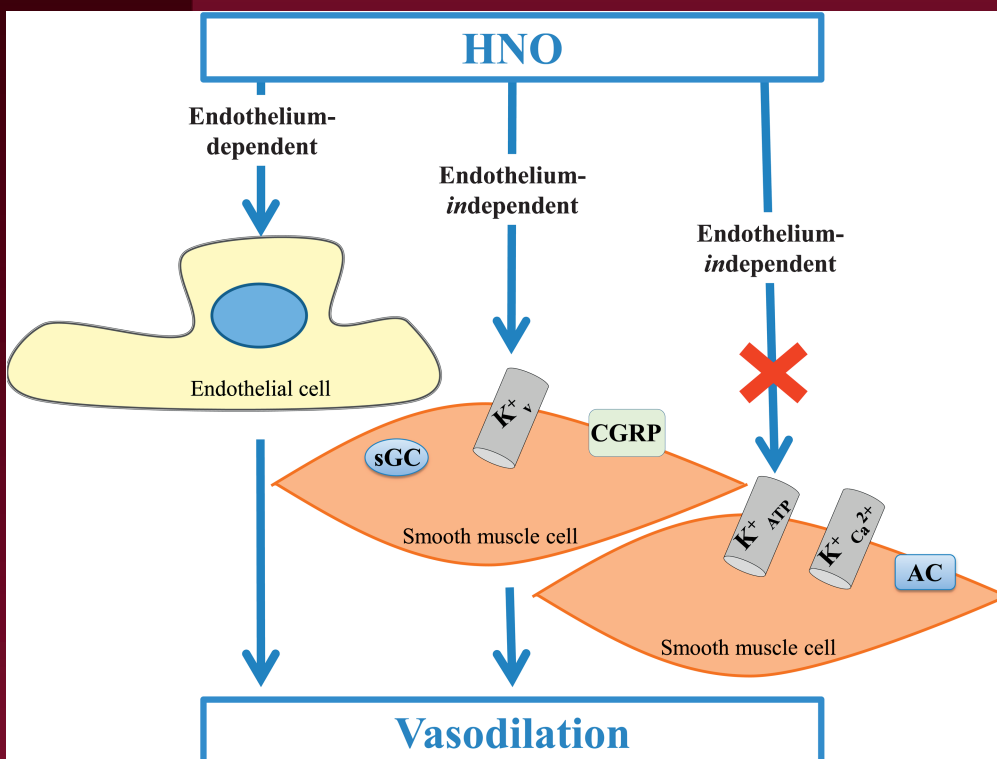 HNO
Endothelium-
dependent
Endothelium-
independent
Endothelium-
independent
Endothelial cell
K⁺ᵥ
CGRP
sGC
Smooth muscle cell
K⁺ATP
K⁺Ca²⁺
AC
Smooth muscle cell
Vasodilation